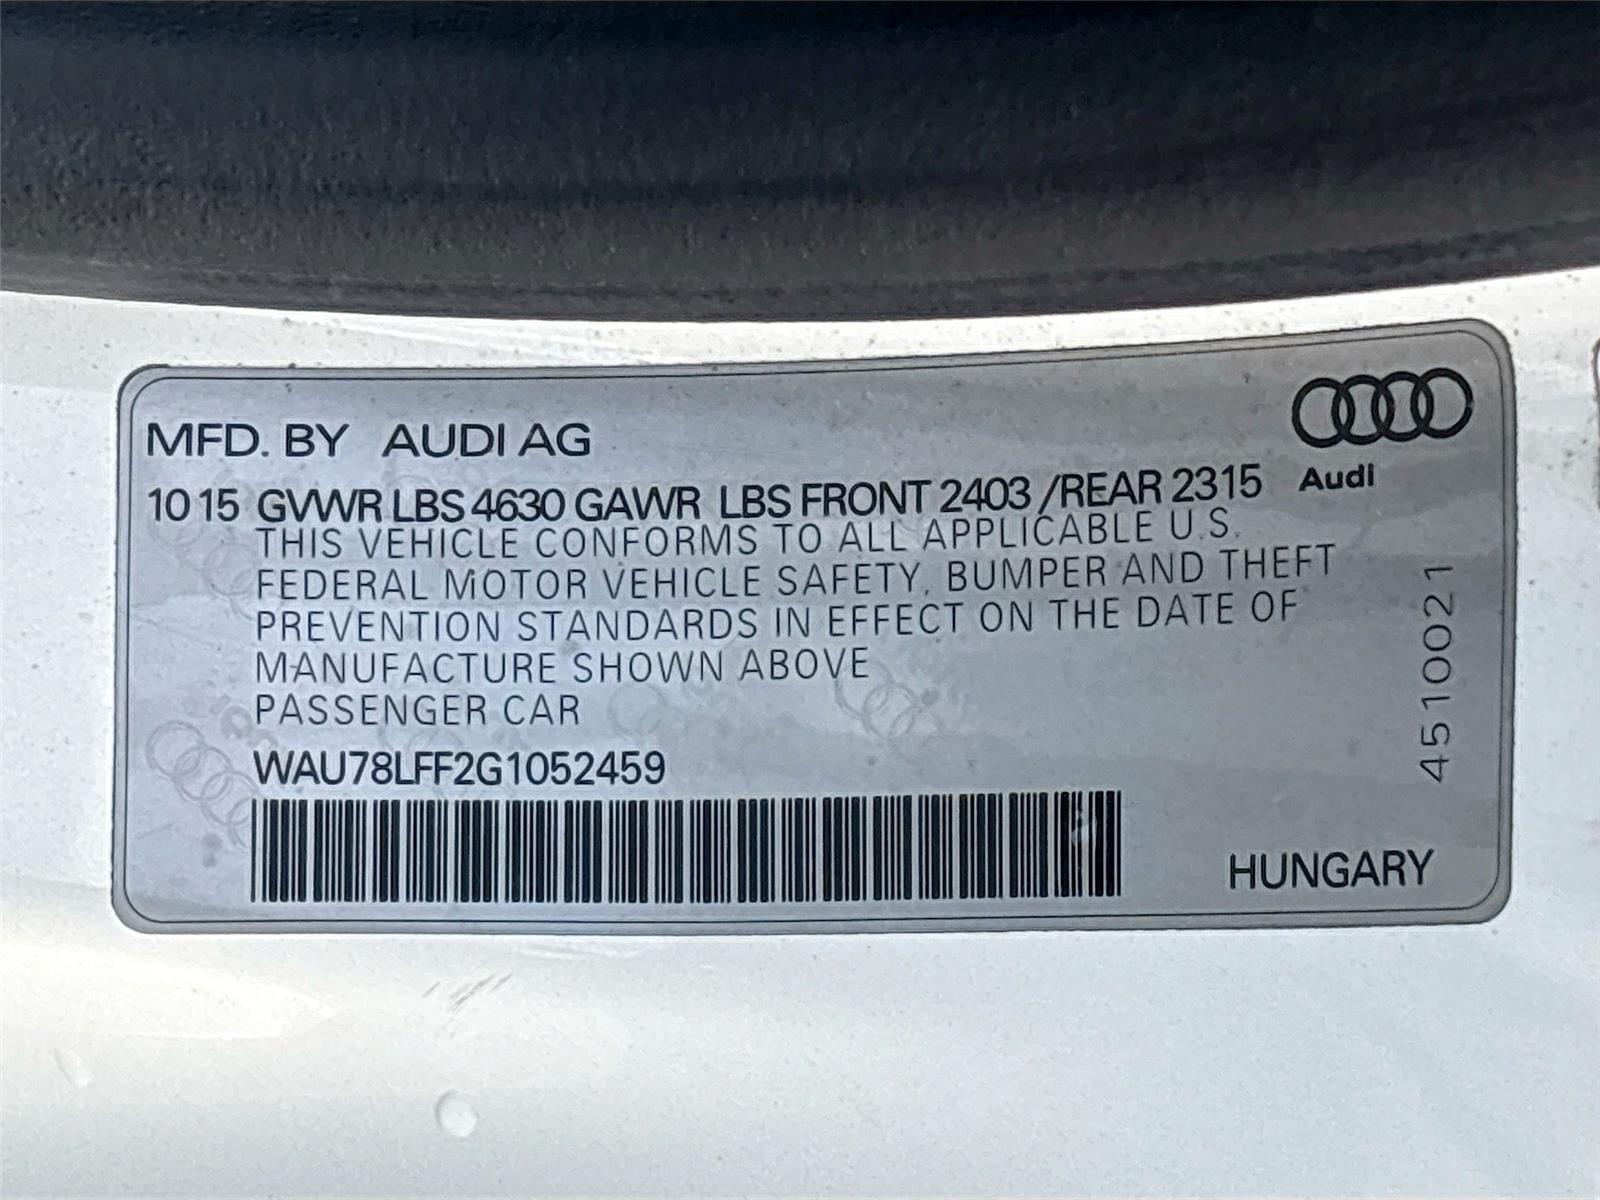 MFD. BY AUDI AG
Audi
10 15 GVWR LBS 4630 GAWR LBS FRONT 2403 /REAR 2315
THIS VEHICLE CONFORMS TO ALL APPLICABLE U.S.
FEDERAL MOTOR VEHICLE SAFETY, BUMPER AND THEFT
PREVENTION STANDARDS IN EFFECT ON THE DATE OF
MANUFACTURE SHOWN ABOVE
PASSENGER CAR
WAU78LFF2G1052459
4510021
HUNGARY